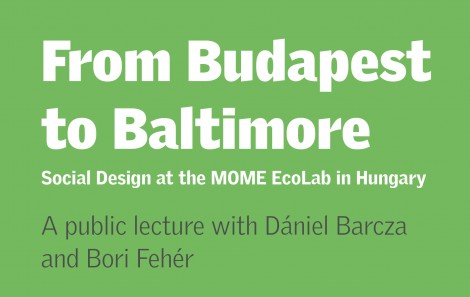 From Budapest
to Baltimore
Social Design at the MOME EcoLab in Hungary
A public lecture with Dániel Barcza
and Bori Fehér